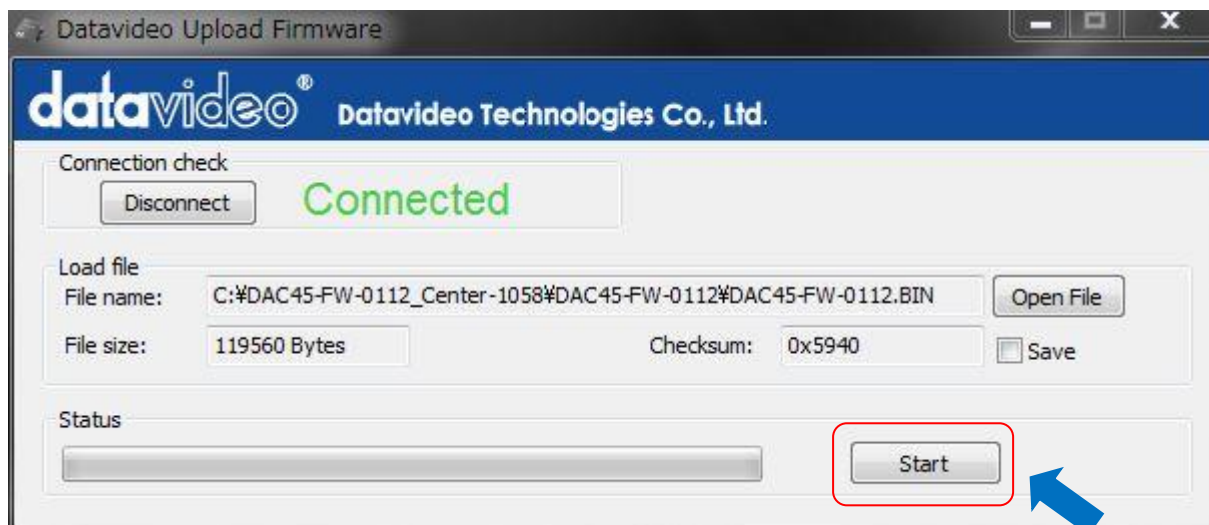 Datavideo Upload Firmware
datavideo® Datavideo Technologies Co., Ltd.
Connection check
Disconnect Connected
Load file
File name: C:¥DAC45-FW-0112_Center-1058¥DAC45-FW-0112¥DAC45-FW-0112.BIN Open File
File size: 119560 Bytes Checksum: 0x5940 Save
Status
Start